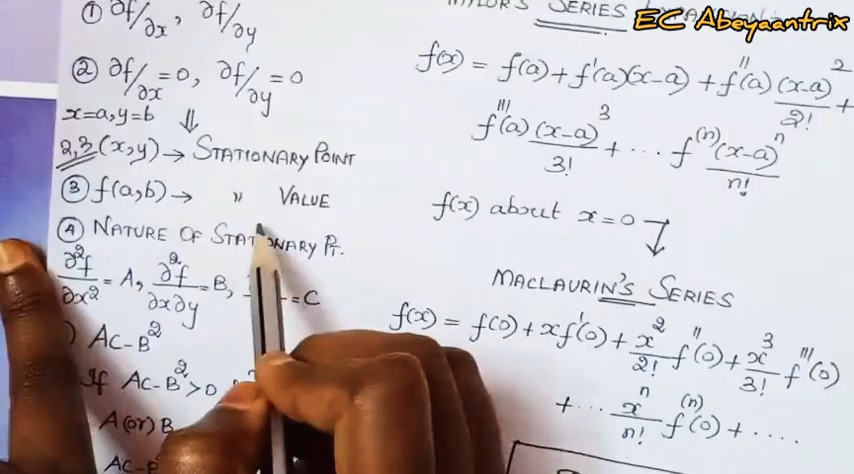 ① ∂f/∂x, ∂f/∂y
② ∂f/∂x = 0, ∂f/∂y = 0
x=a, y=b ⇓
2,3 (x,y) → STATIONARY POINT
③ f(a,b) → " VALUE
④ NATURE OF STATIONARY PT.
∂²f/∂x² = A, ∂²f/∂x∂y = B, = C
) AC-B²
If AC-B² > 0
A(or)B
SERIES
EC Abeyaantrix
f(x) = f(a) + f'(a)(x-a) + f''(a) (x-a)²/2! +
f'''(a) (x-a)³/3! + ... f⁽ⁿ⁾(x-a)ⁿ/n!
f(x) about x=0 →
MACLAURIN'S SERIES
f(x) = f(0) + xf'(0) + x²/2! f''(0) + x³/3! f'''(0)
+ ... xⁿ/n! f⁽ⁿ⁾(0) + ....